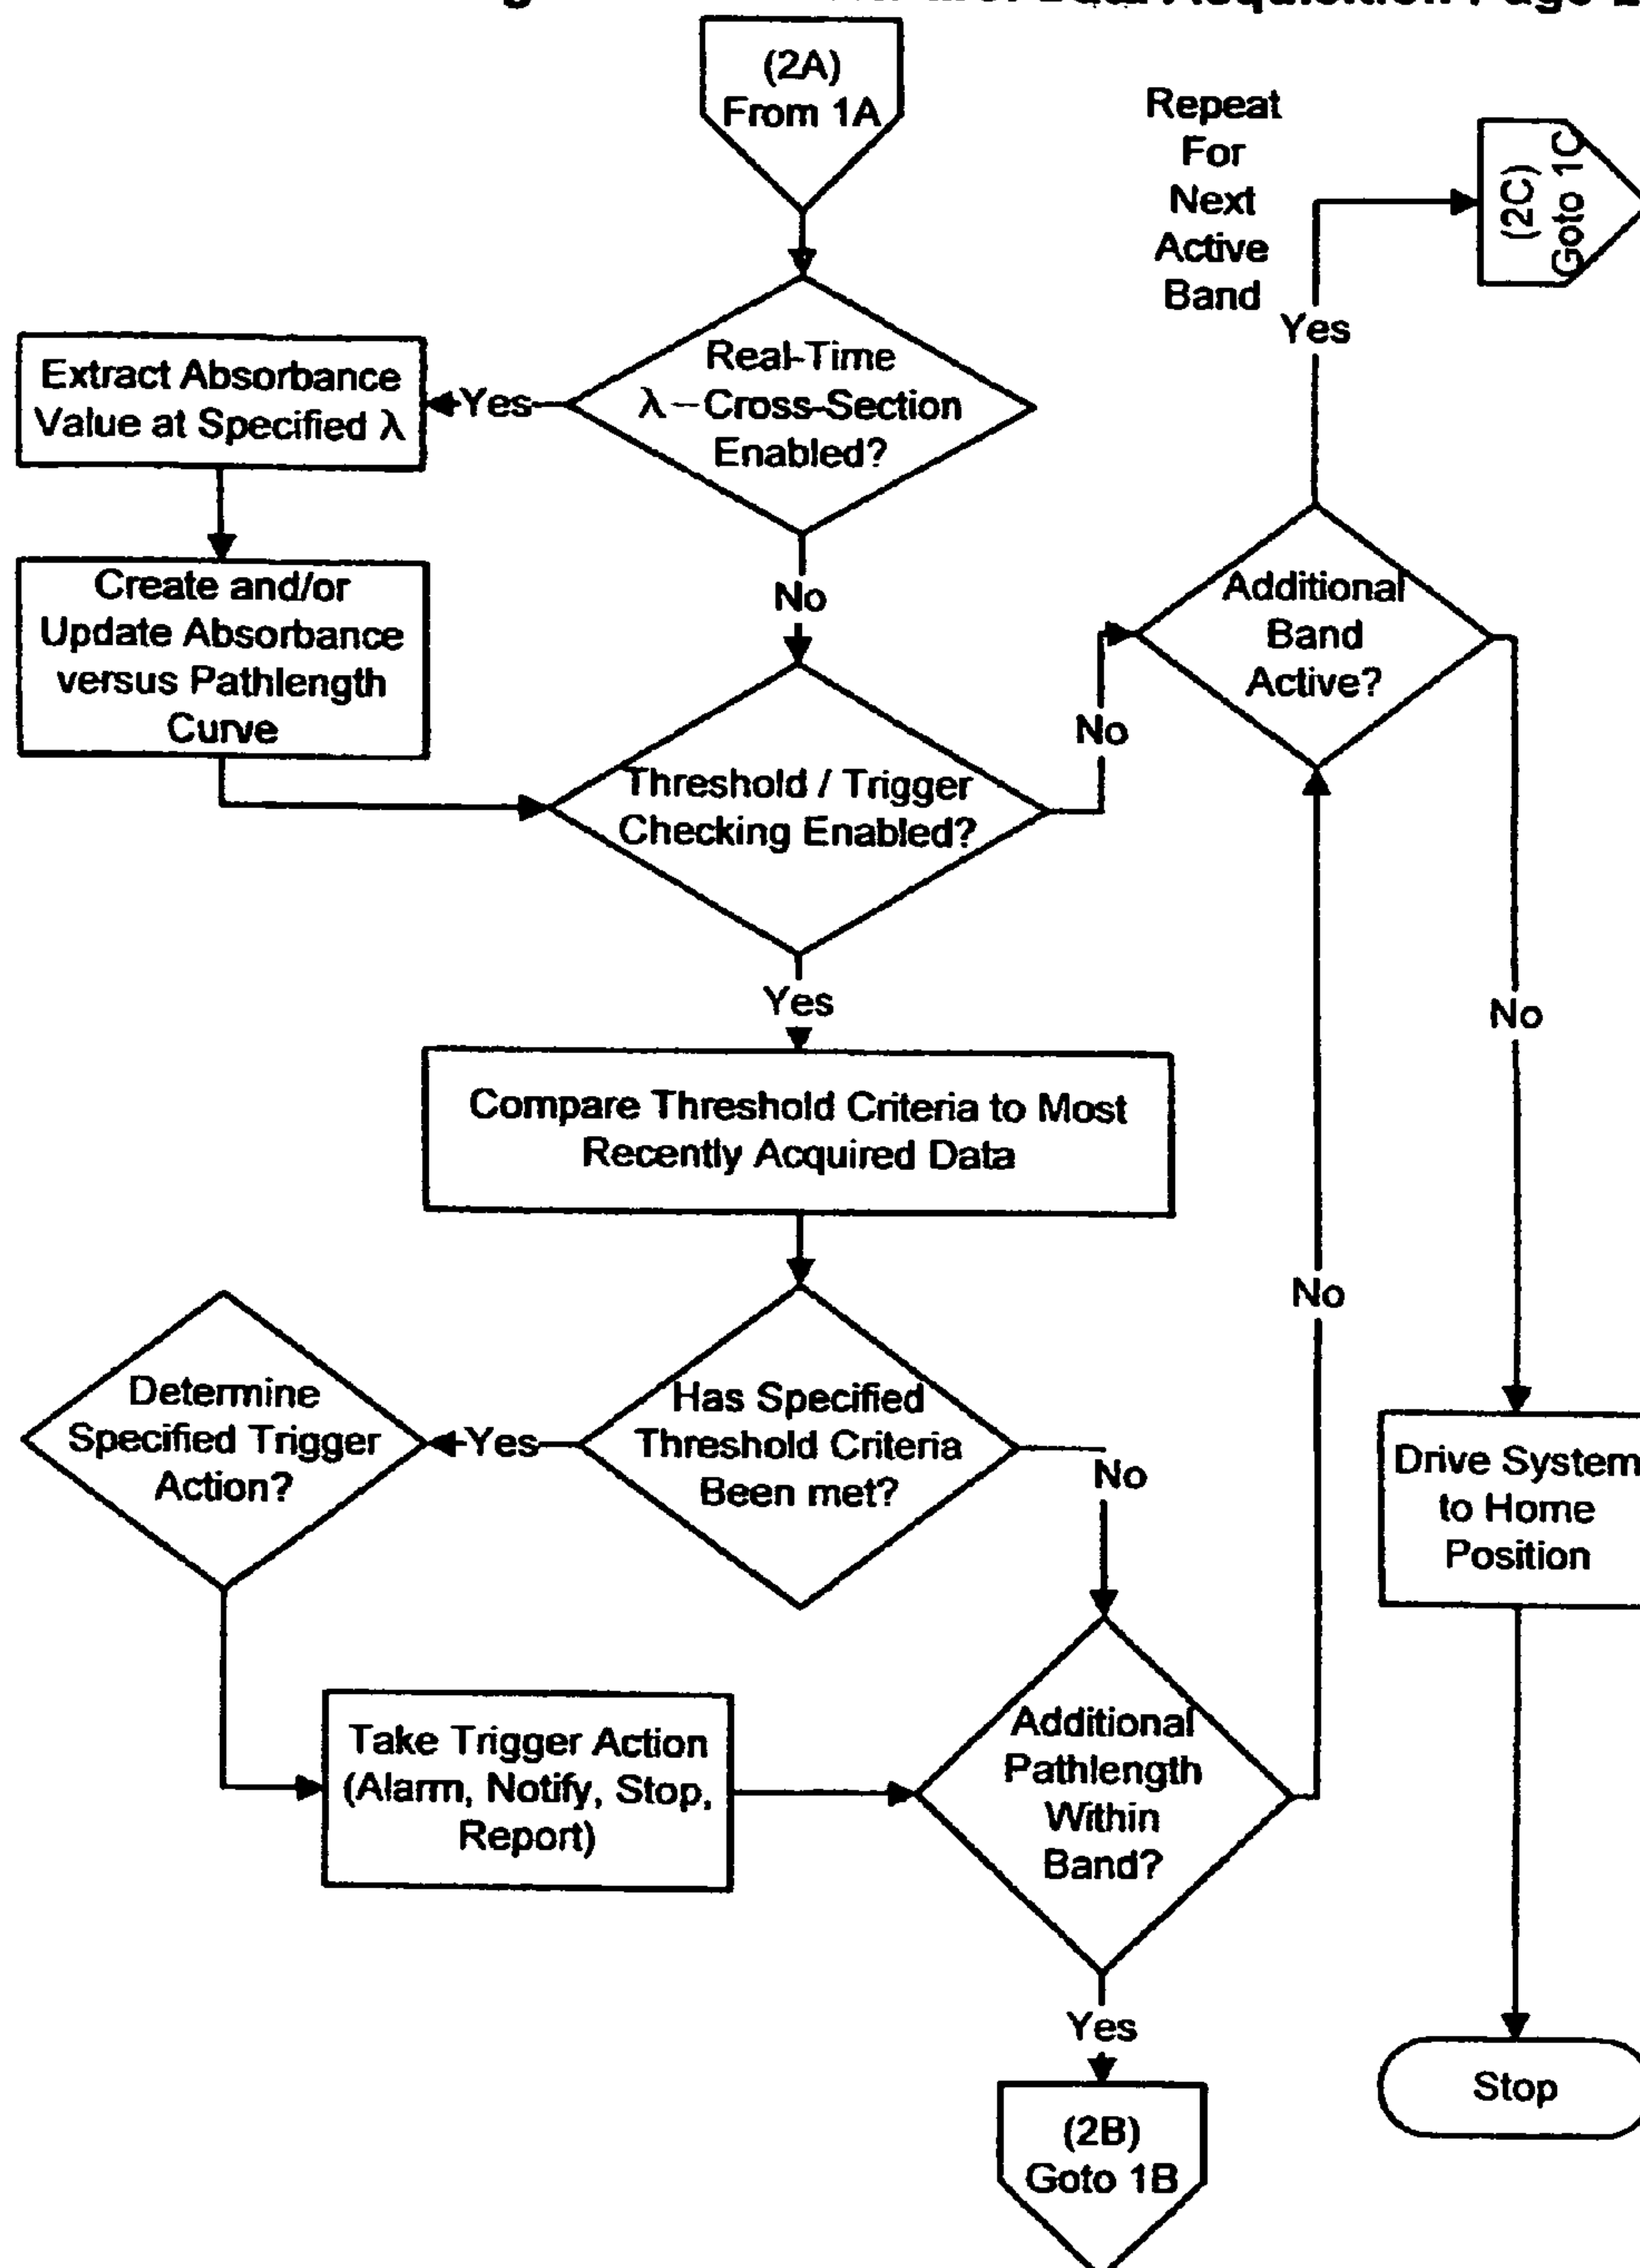 Data Acquisition Page
(2A)
From 1A
Repeat
For
Next
Active
Band
(2C)
Goto 1C
Yes
Real-Time
λ–Cross-Section
Enabled?
Yes
Extract Absorbance
Value at Specified λ
No
Create and/or
Update Absorbance
versus Pathlength
Curve
Additional
Band
Active?
No
Threshold / Trigger
Checking Enabled?
Yes
No
Compare Threshold Criteria to Most
Recently Acquired Data
No
Determine
Specified Trigger
Action?
Yes
Has Specified
Threshold Criteria
Been met?
No
Drive System
to Home
Position
Take Trigger Action
(Alarm, Notify, Stop,
Report)
Additional
Pathlength
Within
Band?
Yes
Stop
(2B)
Goto 1B